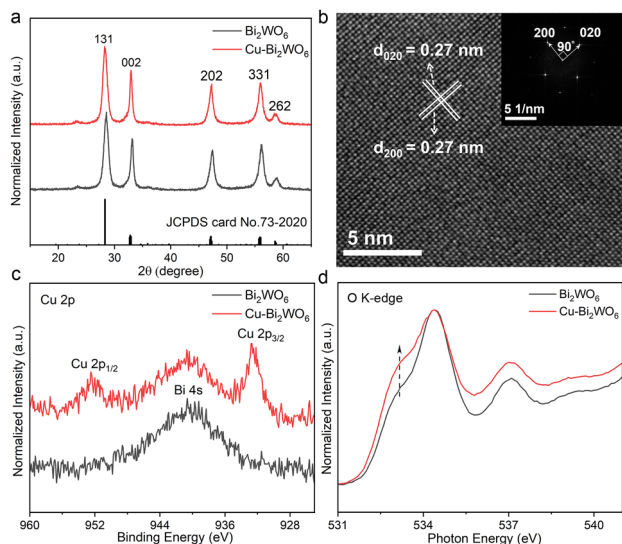 a
Bi₂WO₆
Cu-Bi₂WO₆
131
002
202
331
262
JCPDS card No.73-2020
Normalized Intensity (a.u.)
20 30 40 50 60
2θ (degree)
b
d₀₂₀ = 0.27 nm
d₂₀₀ = 0.27 nm
5 nm
200 020
90°
5 1/nm
c
Cu 2p
Bi₂WO₆
Cu-Bi₂WO₆
Cu 2p₁/₂
Cu 2p₃/₂
Bi 4s
Normalized Intensity (a.u.)
960 952 944 936 928
Binding Energy (eV)
d
O K-edge
Bi₂WO₆
Cu-Bi₂WO₆
Normalized Intensity (a.u.)
531 534 537 540
Photon Energy (eV)